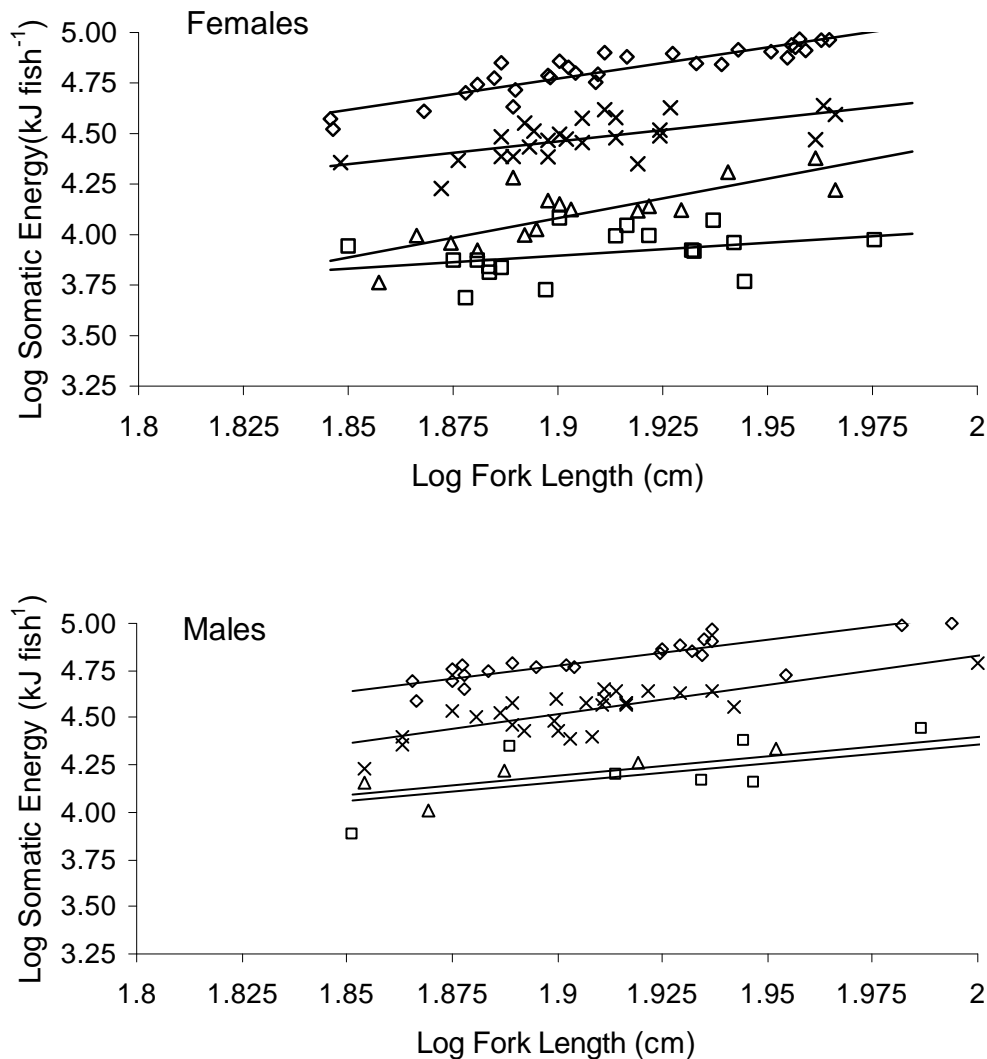 Females
Log Somatic Energy(kJ fish⁻¹)
5.00
4.75
4.50
4.25
4.00
3.75
3.50
3.25
1.8 1.825 1.85 1.875 1.9 1.925 1.95 1.975 2
Log Fork Length (cm)
Males
Log Somatic Energy (kJ fish¹)
5.00
4.75
4.50
4.25
4.00
3.75
3.50
3.25
1.8 1.825 1.85 1.875 1.9 1.925 1.95 1.975 2
Log Fork Length (cm)